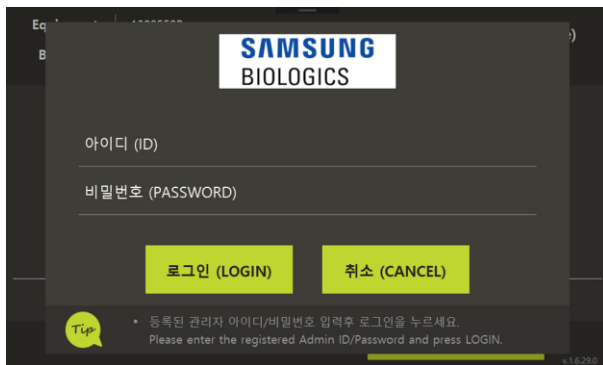 SAMSUNG
BIOLOGICS
아이디 (ID)
비밀번호 (PASSWORD)
로그인 (LOGIN)
취소 (CANCEL)
Tip
• 등록된 관리자 아이디/비밀번호 입력후 로그인을 누르세요.
Please enter the registered Admin ID/Password and press LOGIN.
v.1.6.29.0